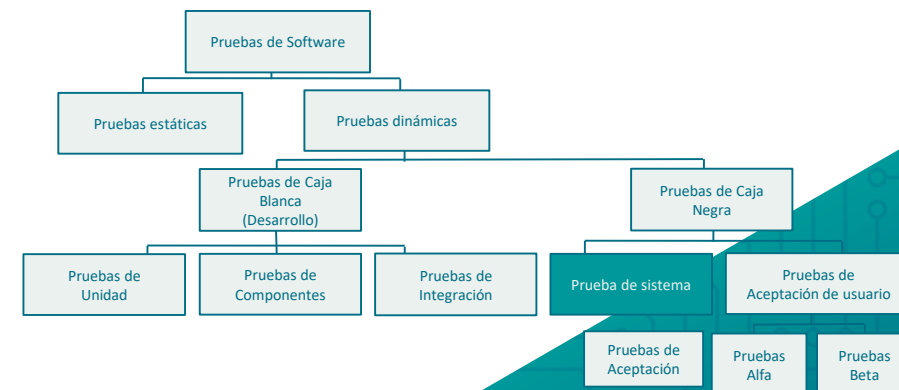 Pruebas de Software
Pruebas estáticas
Pruebas dinámicas
Pruebas de Caja
Blanca
(Desarrollo)
Pruebas de Caja
Negra
Pruebas de
Unidad
Pruebas de
Componentes
Pruebas de
Integración
Prueba de sistema
Pruebas de
Aceptación de usuario
Pruebas de
Aceptación
Pruebas
Alfa
Pruebas
Beta